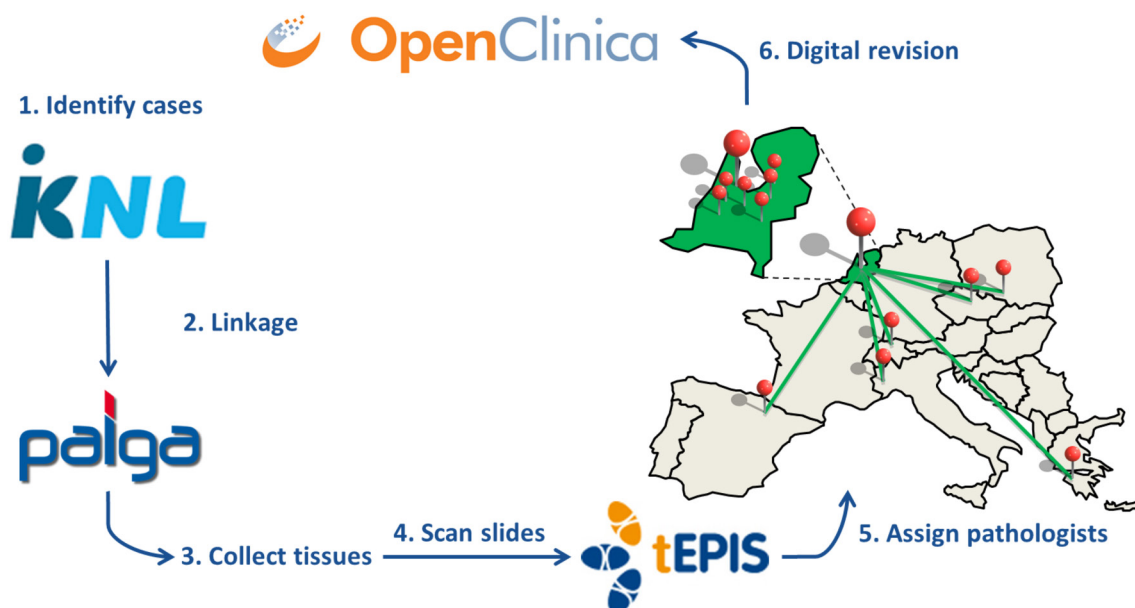 OpenClinica
6. Digital revision
1. Identify cases
iKNL
2. Linkage
palga
3. Collect tissues
4. Scan slides
tEPIS
5. Assign pathologists